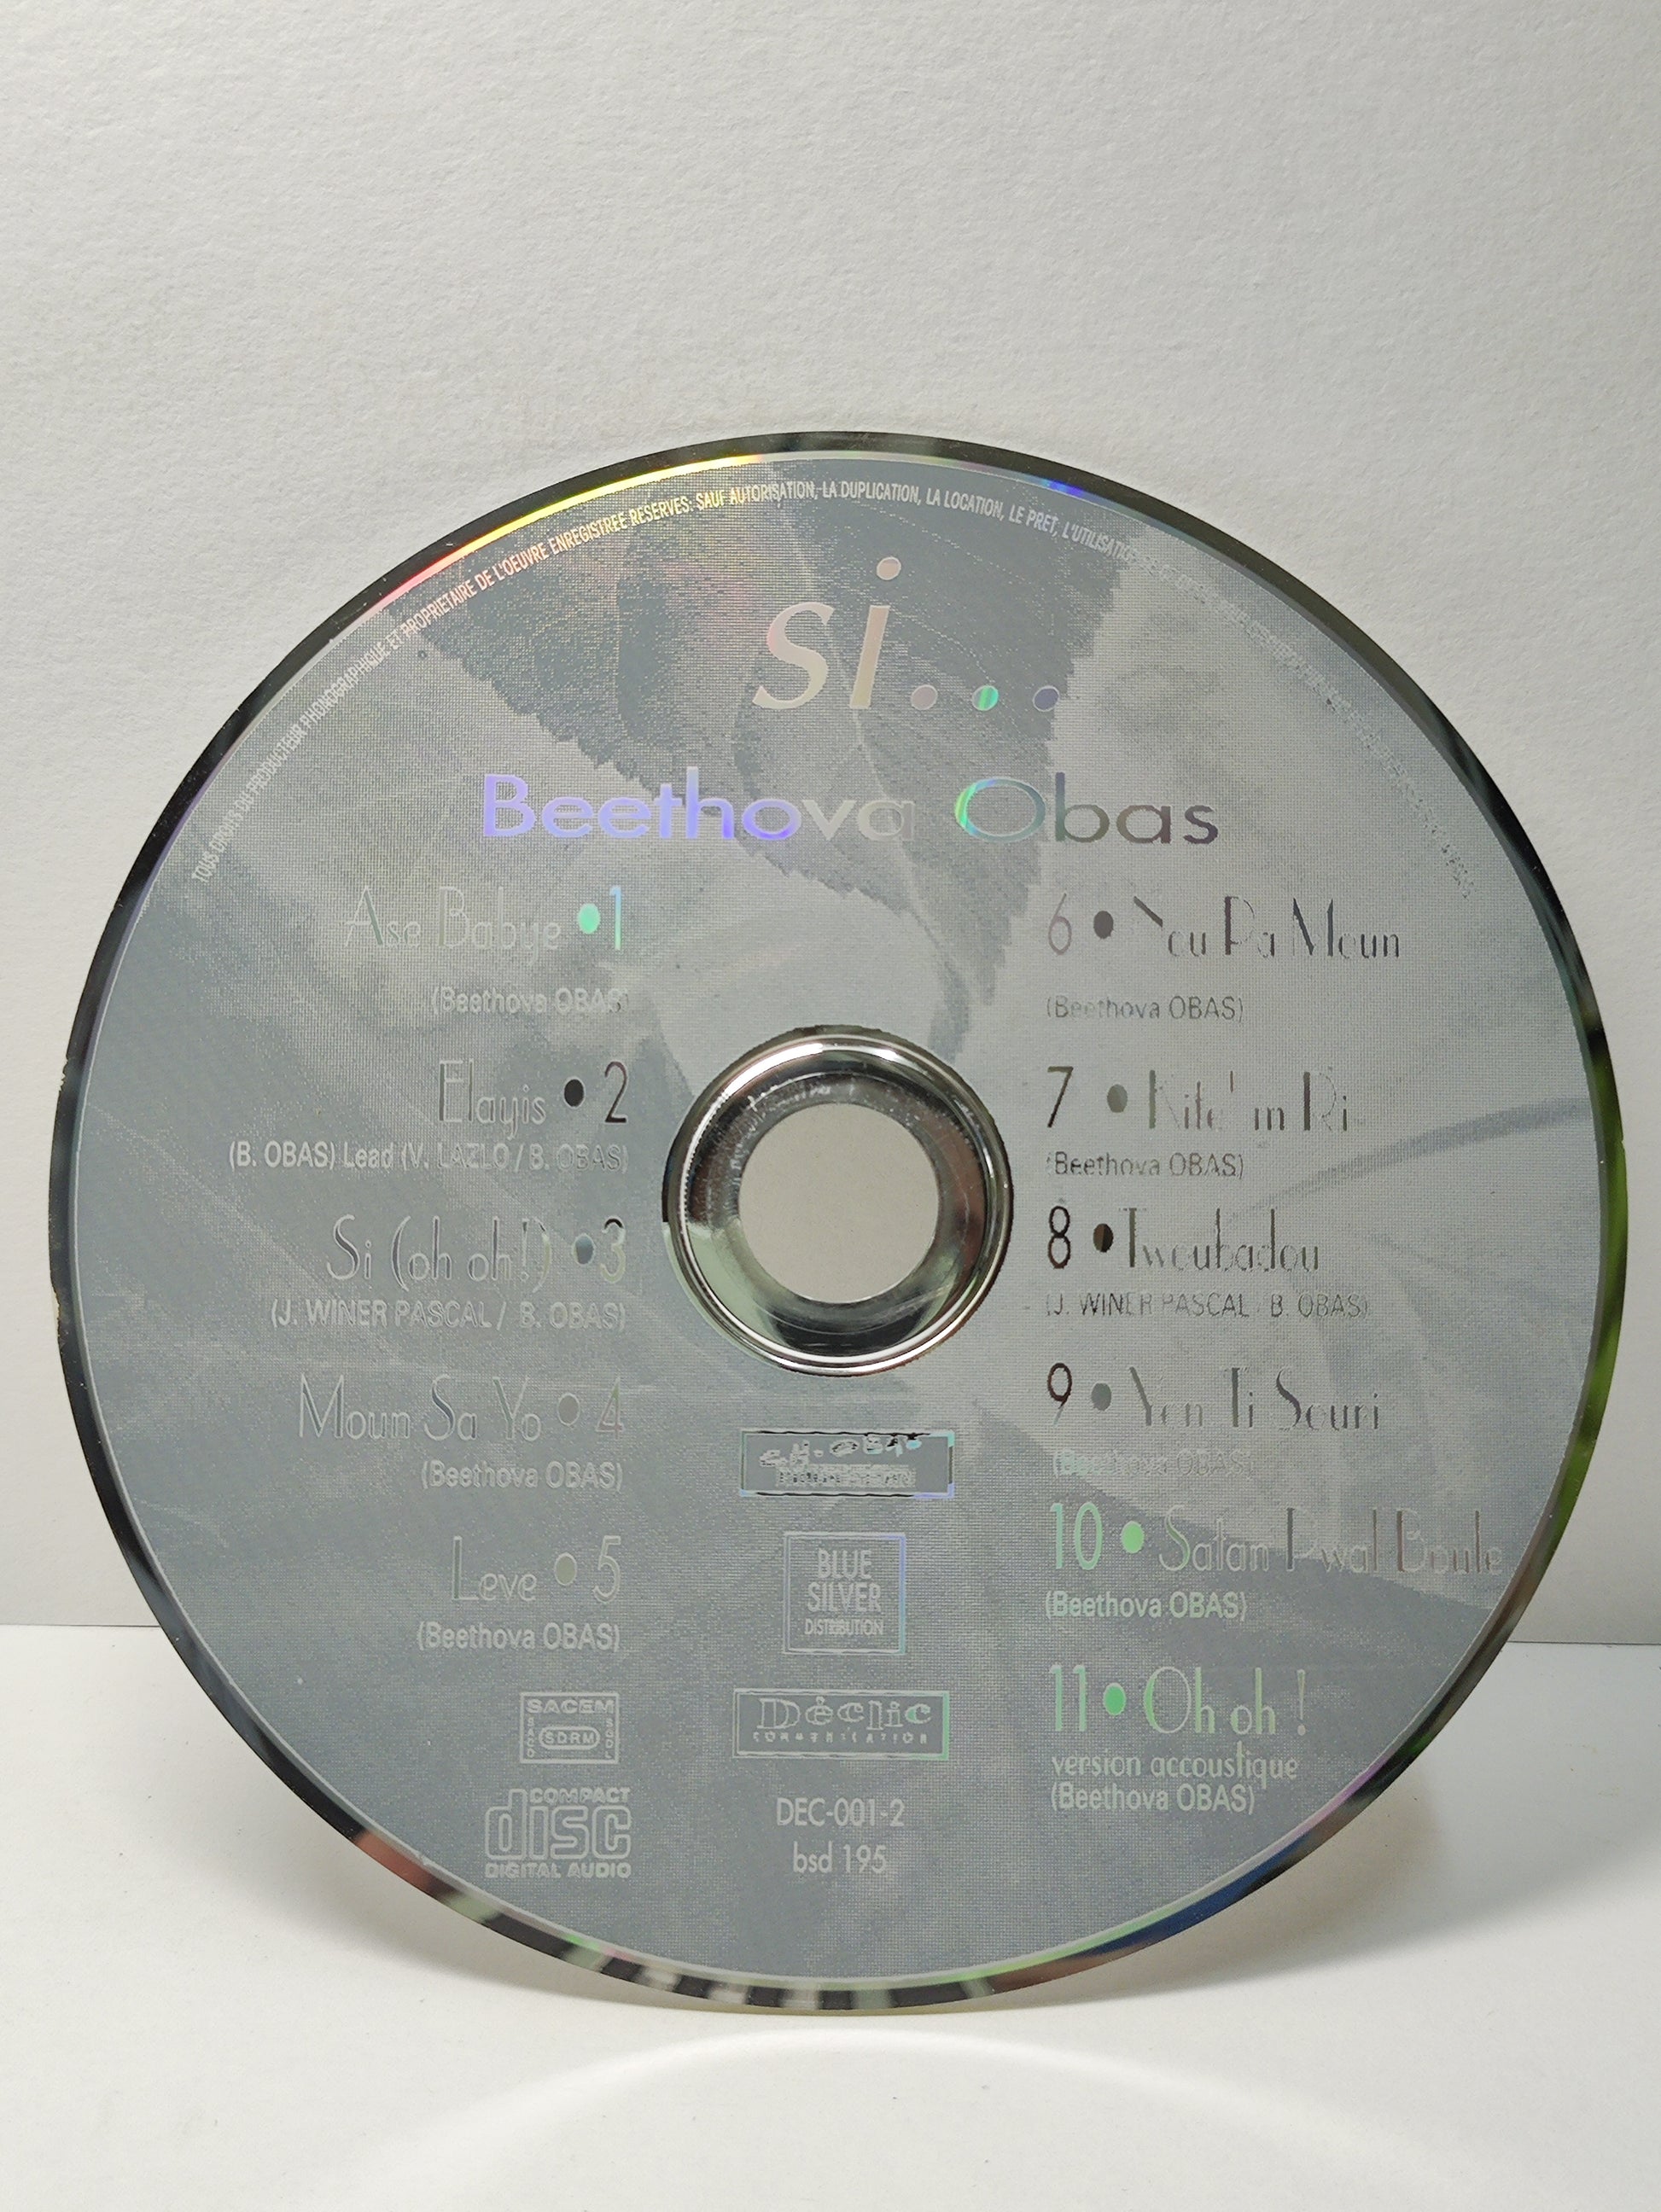 TOUS DROITS DU PRODUCTEUR PHONOGRAPHIQUE ET PROPRIETAIRE DE L'OEUVRE ENREGISTREE RESERVES. SAUF AUTORISATION, LA DUPLICATION, LA LOCATION, LE PRET, L'UTILISATION
si...
Beethova Obas
Ase Babye •1
(Beethova OBAS)
Elayis • 2
(B. OBAS) Lead (V. LAZLO / B. OBAS)
Si (oh oh!) •3
(J. WINER PASCAL / B. OBAS)
Moun Sa Yo • 4
(Beethova OBAS)
Leve • 5
(Beethova OBAS)
6 • You Pa Moun
(Beethova OBAS)
7 • Kite' m Ri
(Beethova OBAS)
8 •Twoubadou
(J. WINER PASCAL / B. OBAS)
9 • Yon Ti Souri
(Beethova OBAS)
10 • Satan Pwal Boule
(Beethova OBAS)
11• Oh oh !
version accoustique
(Beethova OBAS)
BLUE
SILVER
DISTRIBUTION
Déclic
COMMUNICATION
DEC-001-2
bsd 195
SACEM
SACD
SDRM
SGDL
COMPACT
disc
DIGITAL AUDIO